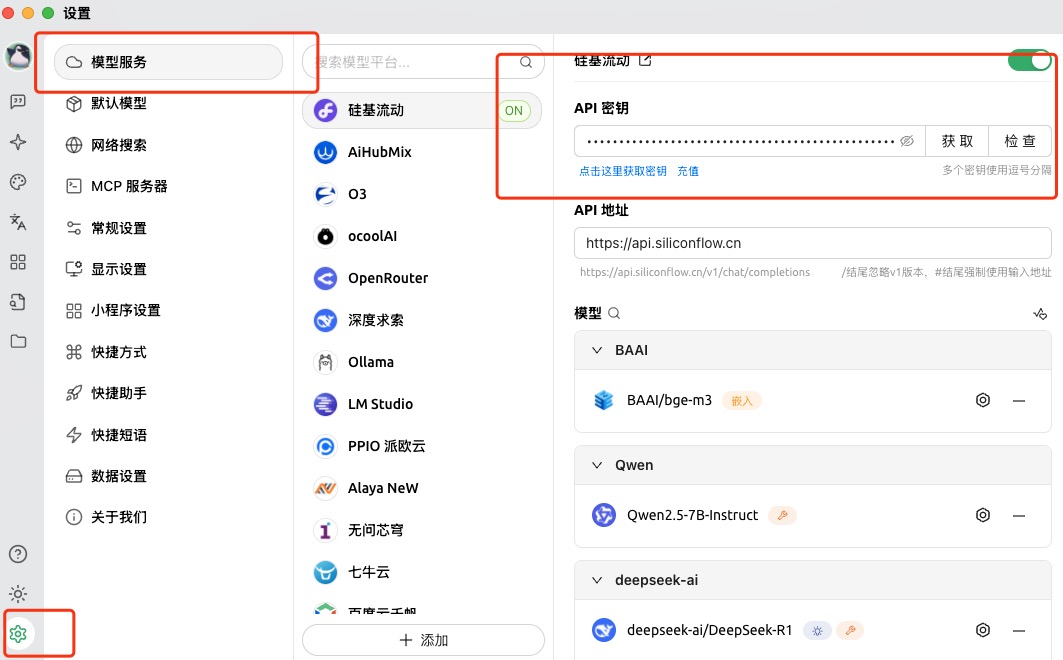 设置
模型服务
默认模型
网络搜索
MCP 服务器
常规设置
显示设置
小程序设置
快捷方式
快捷助手
快捷短语
数据设置
关于我们
搜索模型平台...
硅基流动
ON
AiHubMix
O3
ocoolAI
OpenRouter
深度求索
Ollama
LM Studio
PPIO 派欧云
Alaya NeW
无问芯穹
七牛云
百度云千帆
添加
硅基流动
API 密钥
••••••••••••••••••••••••••••••••••••••••••••••••••• 获取 检查
点击这里获取密钥 充值 多个密钥使用逗号分隔
API 地址
https://api.siliconflow.cn
https://api.siliconflow.cn/v1/chat/completions /结尾忽略v1版本，#结尾强制使用输入地址
模型
BAAI
BAAI/bge-m3 嵌入
Qwen
Qwen2.5-7B-Instruct
deepseek-ai
deepseek-ai/DeepSeek-R1